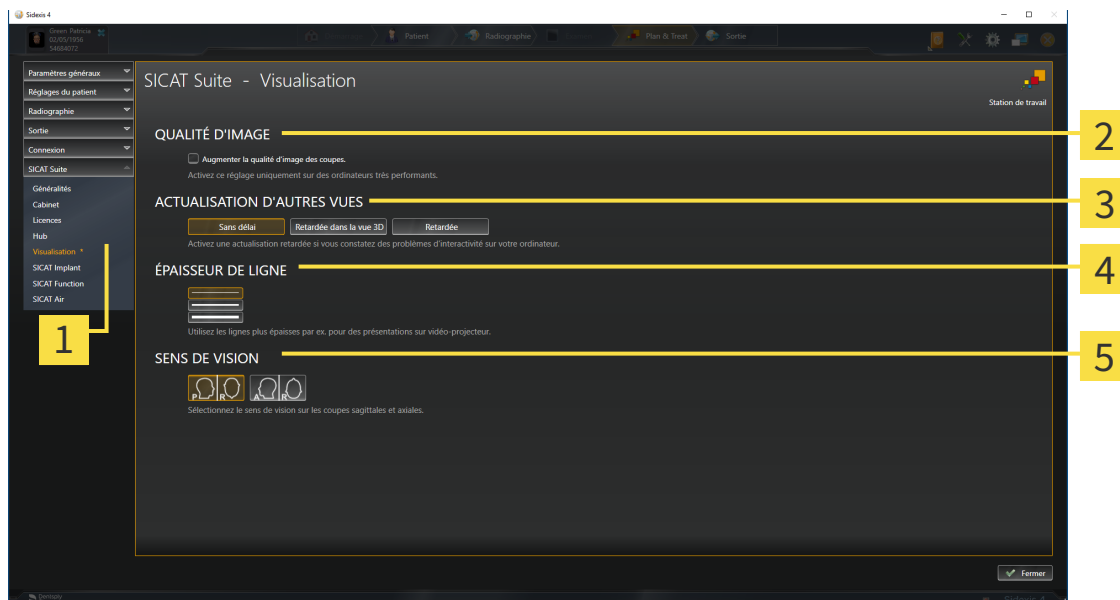 Sidexis 4
Green Patricia
02/05/1956
54684072
Patient
Radiographie
Plan & Treat
Sortie
Paramètres généraux
Réglages du patient
Radiographie
Sortie
Connexion
SICAT Suite
Généralités
Cabinet
Licences
Hub
Visualisation *
SICAT Implant
SICAT Function
SICAT Air
1
SICAT Suite - Visualisation
Station de travail
QUALITÉ D'IMAGE
2
Augmenter la qualité d'image des coupes.
Activez ce réglage uniquement sur des ordinateurs très performants.
ACTUALISATION D'AUTRES VUES
3
Sans délai
Retardée dans la vue 3D
Retardée
Activez une actualisation retardée si vous constatez des problèmes d'interactivité sur votre ordinateur.
ÉPAISSEUR DE LIGNE
4
Utilisez les lignes plus épaisses par ex. pour des présentations sur vidéo-projecteur.
SENS DE VISION
5
P R
A R
Sélectionnez le sens de vision sur les coupes sagittales et axiales.
Fermer
Dentsply
Sidexis 4